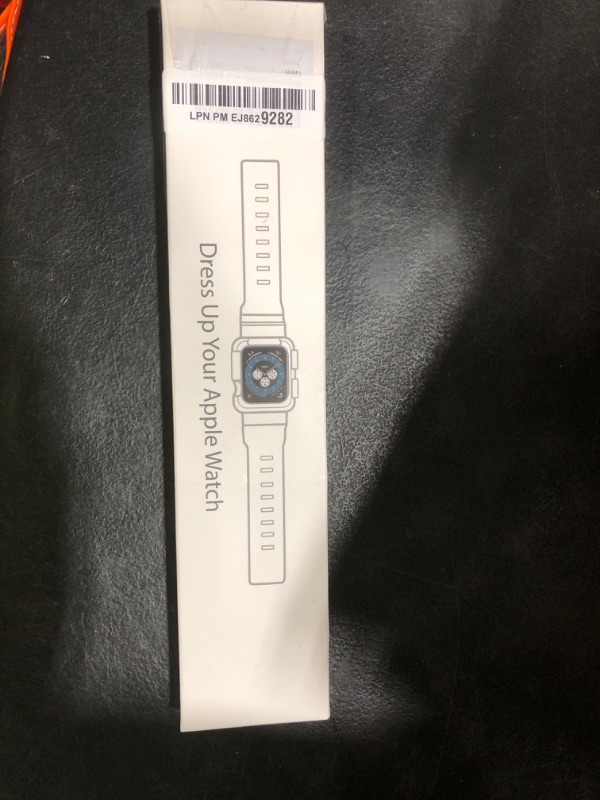 LPN PM EJ8629282
Dress Up Your Apple Watch